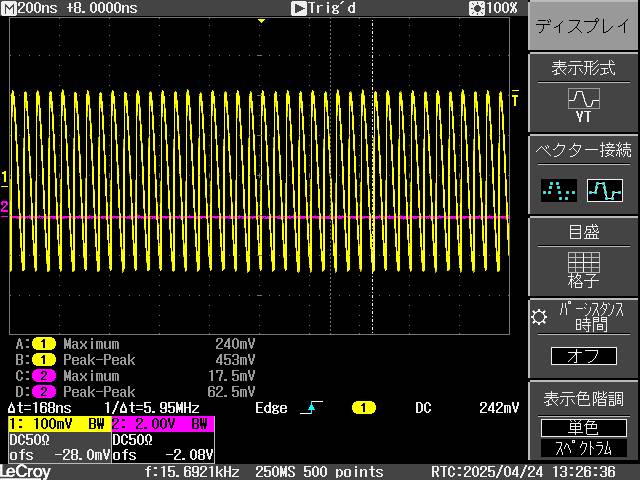 M 200ns +8.0000ns Trig'd 100%
ディスプレイ
表示形式
YT
ベクター接続
目盛
格子
パーシスタンス
時間
オフ
表示色階調
単色
スペクトラム
T
1
2
A: 1 Maximum 240mV
B: 1 Peak-Peak 453mV
C: 2 Maximum 17.5mV
D: 2 Peak-Peak 62.5mV
Δt=168ns 1/Δt=5.95MHz Edge 1 DC 242mV
1: 100mV BW 2: 2.00V BW
DC50Ω DC50Ω
ofs -28.0mV ofs -2.08V
LeCroy f:15.6921kHz 250MS 500 points RTC:2025/04/24 13:26:36